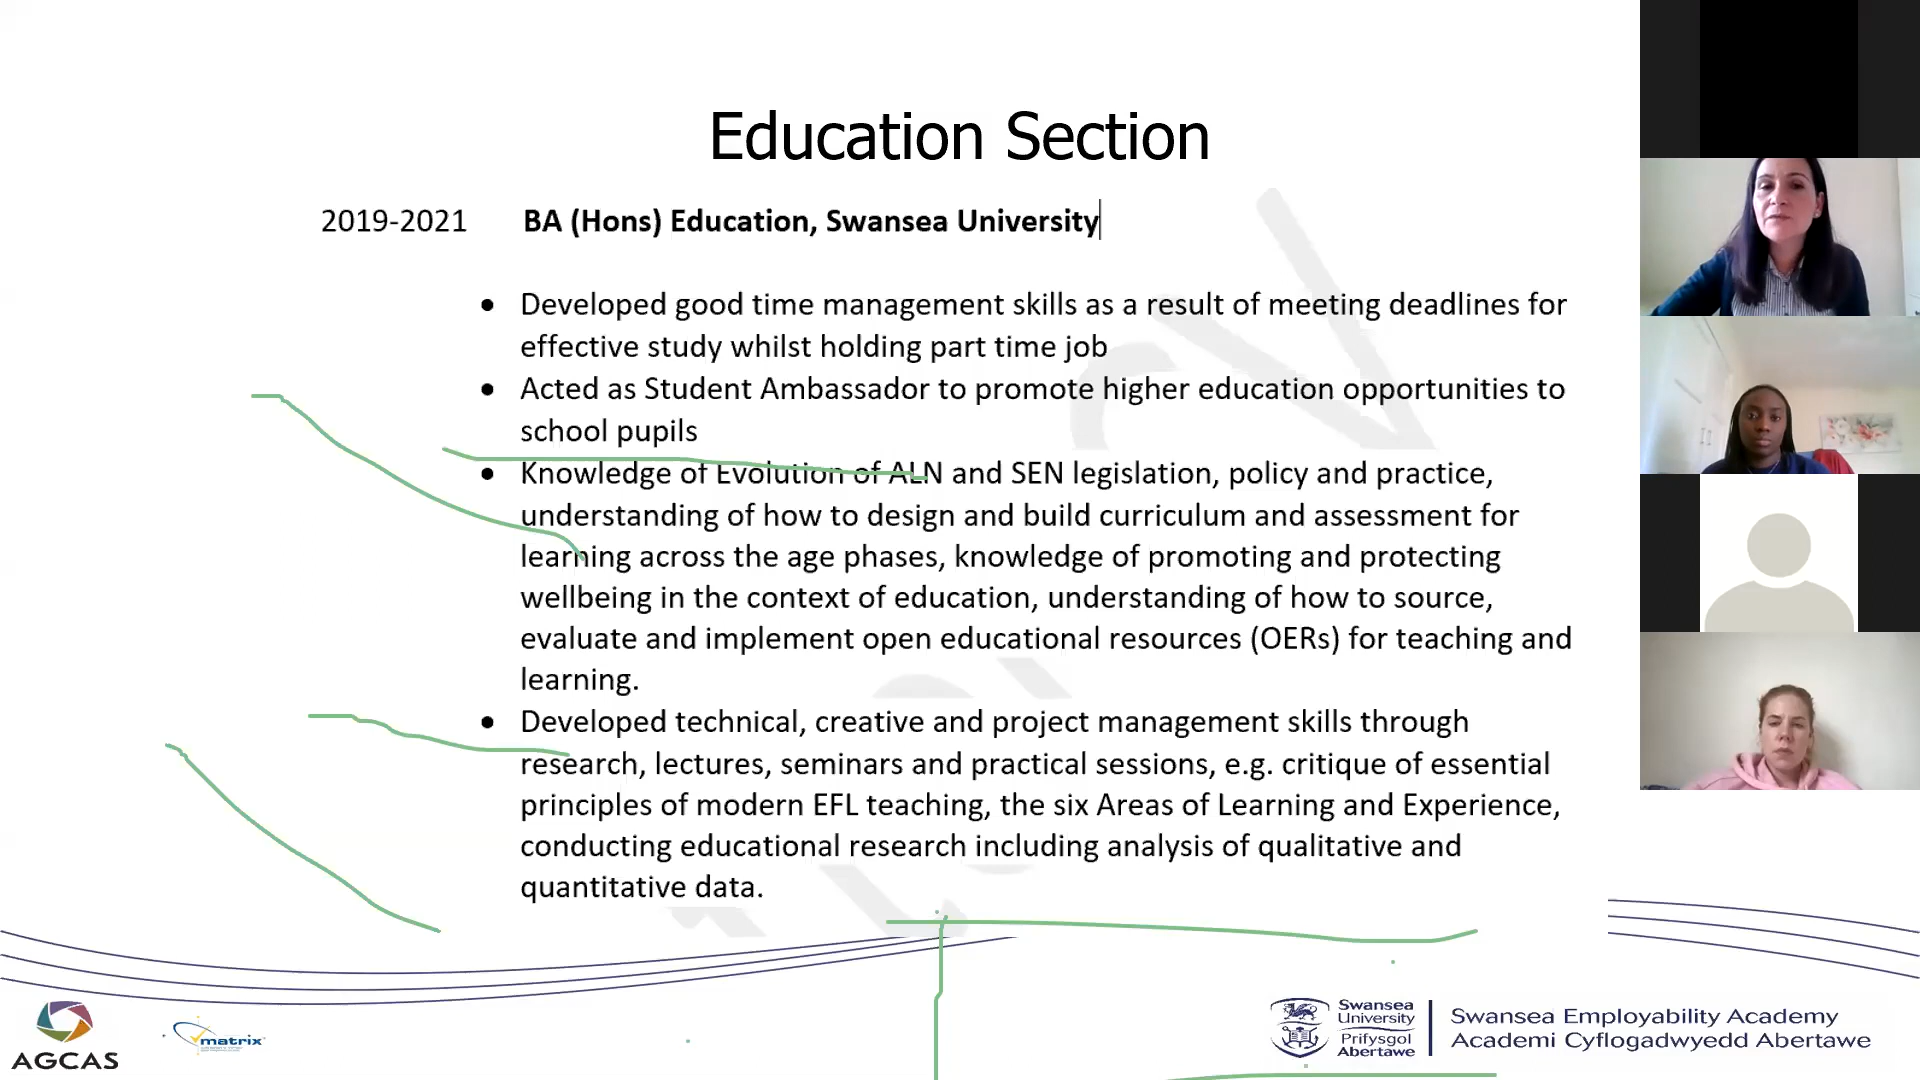 Education Section
2019-2021 BA (Hons) Education, Swansea University
• Developed good time management skills as a result of meeting deadlines for
effective study whilst holding part time job
• Acted as Student Ambassador to promote higher education opportunities to
school pupils
• Knowledge of Evolution of ALN and SEN legislation, policy and practice,
understanding of how to design and build curriculum and assessment for
learning across the age phases, knowledge of promoting and protecting
wellbeing in the context of education, understanding of how to source,
evaluate and implement open educational resources (OERs) for teaching and
learning.
• Developed technical, creative and project management skills through
research, lectures, seminars and practical sessions, e.g. critique of essential
principles of modern EFL teaching, the six Areas of Learning and Experience,
conducting educational research including analysis of qualitative and
quantitative data.
AGCAS
matrix
Swansea
University
Prifysgol
Abertawe
Swansea Employability Academy
Academi Cyflogadwyedd Abertawe